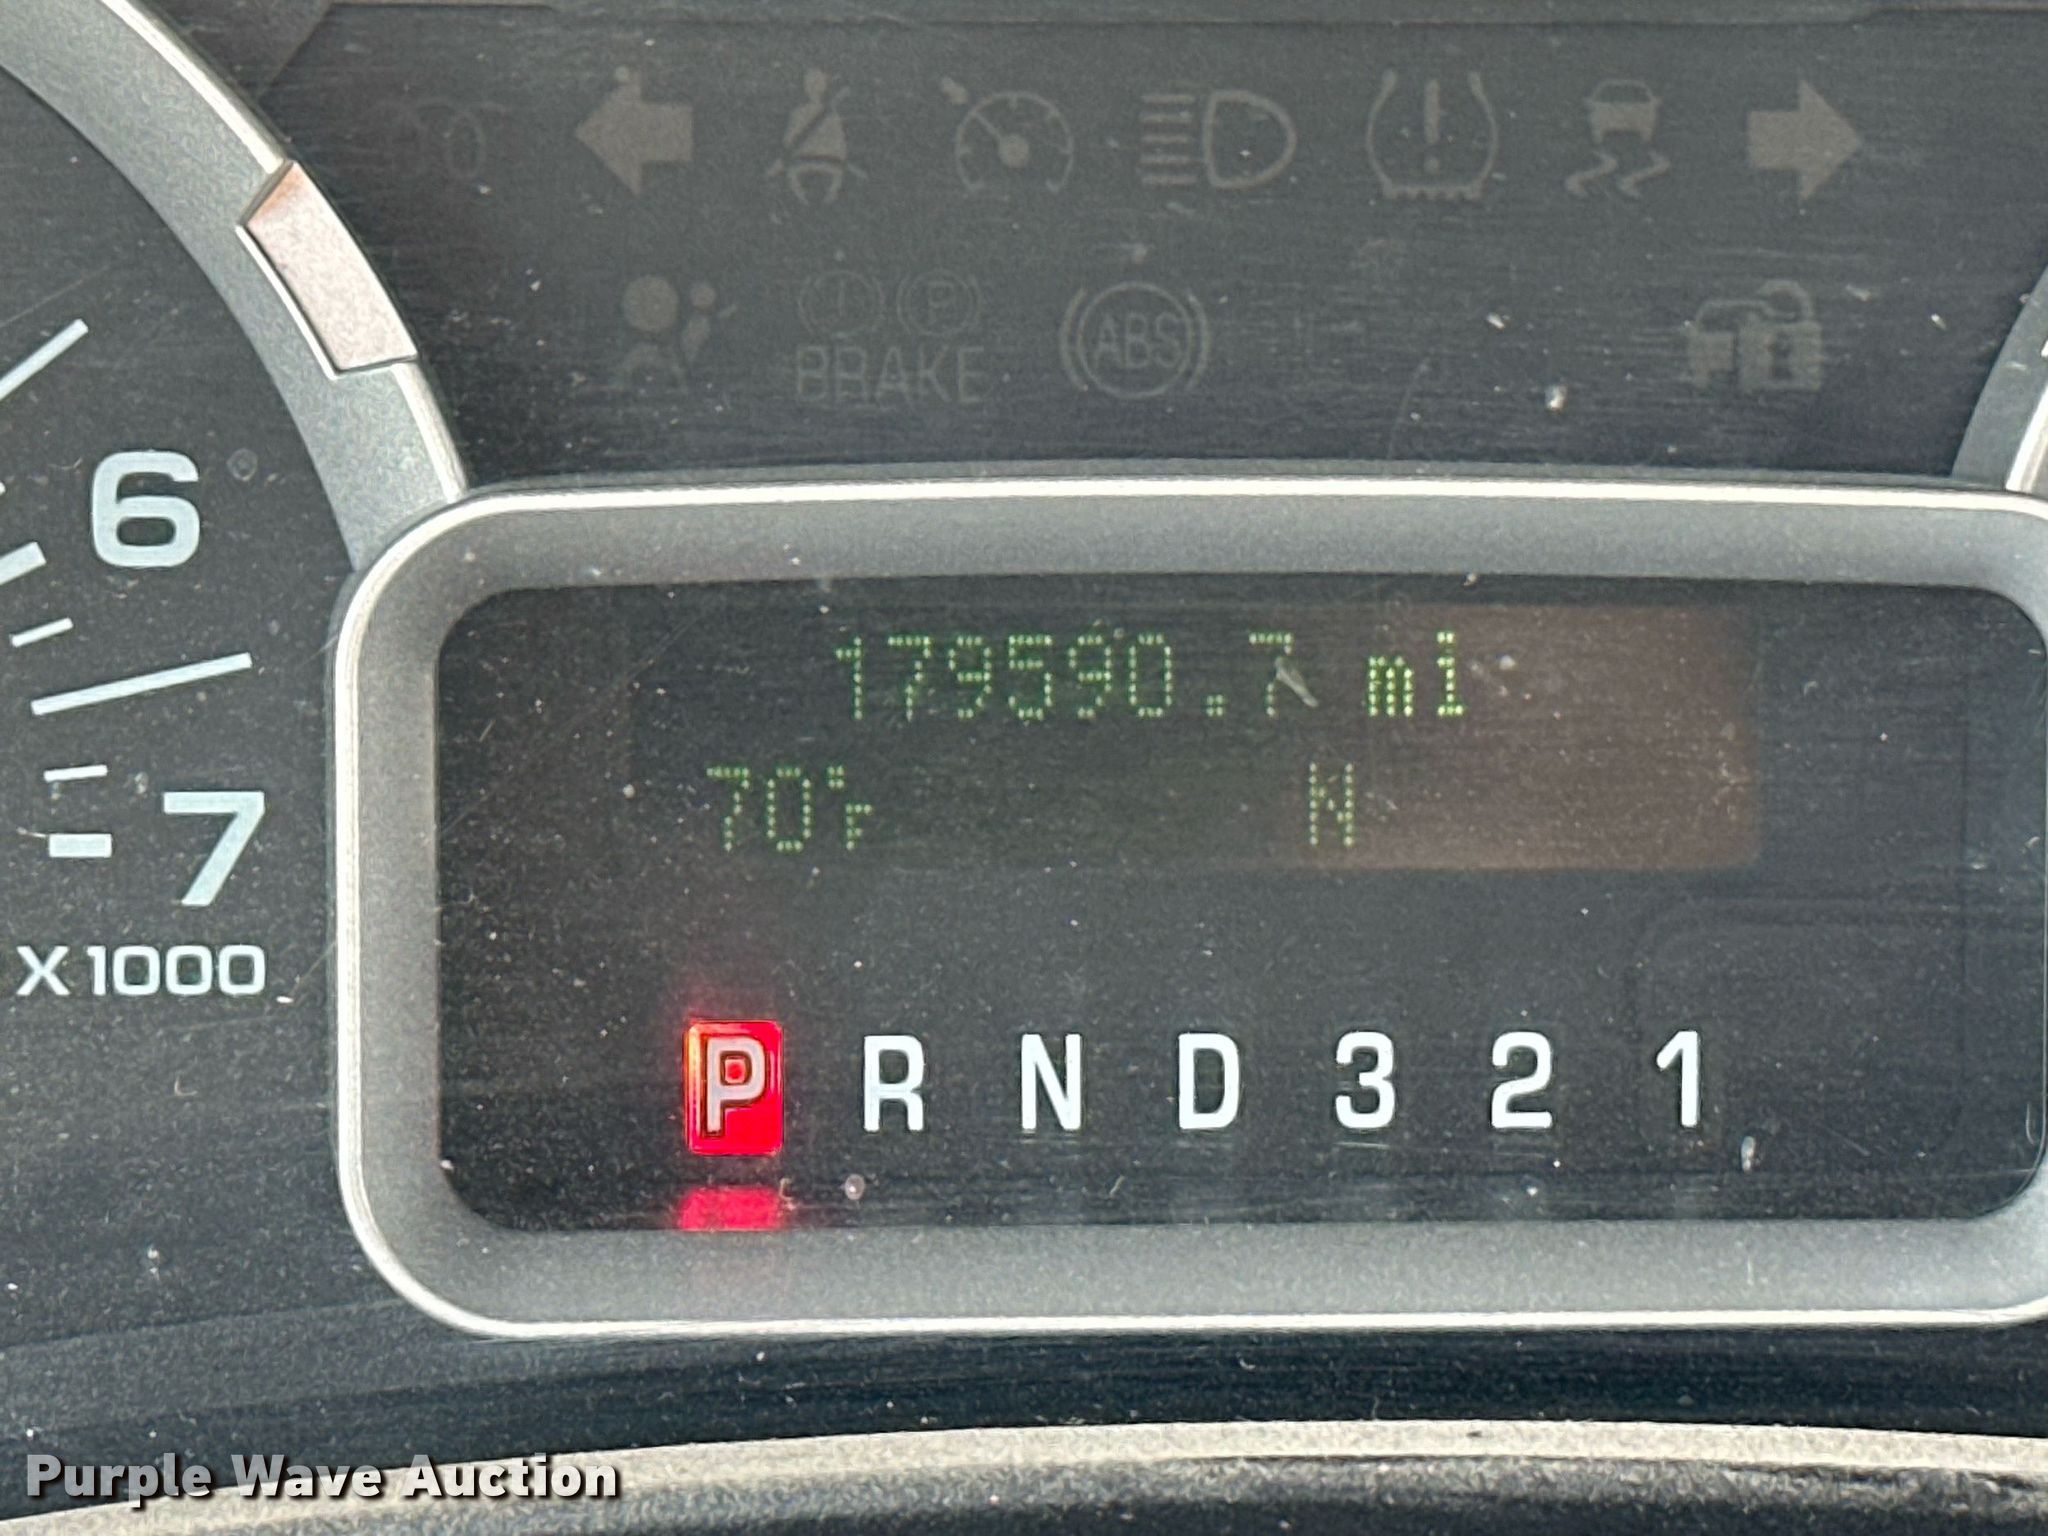 BRAKE ABS
6
179590.7 mi
70°F N
7
X1000
P R N D 3 2 1
Purple Wave Auction